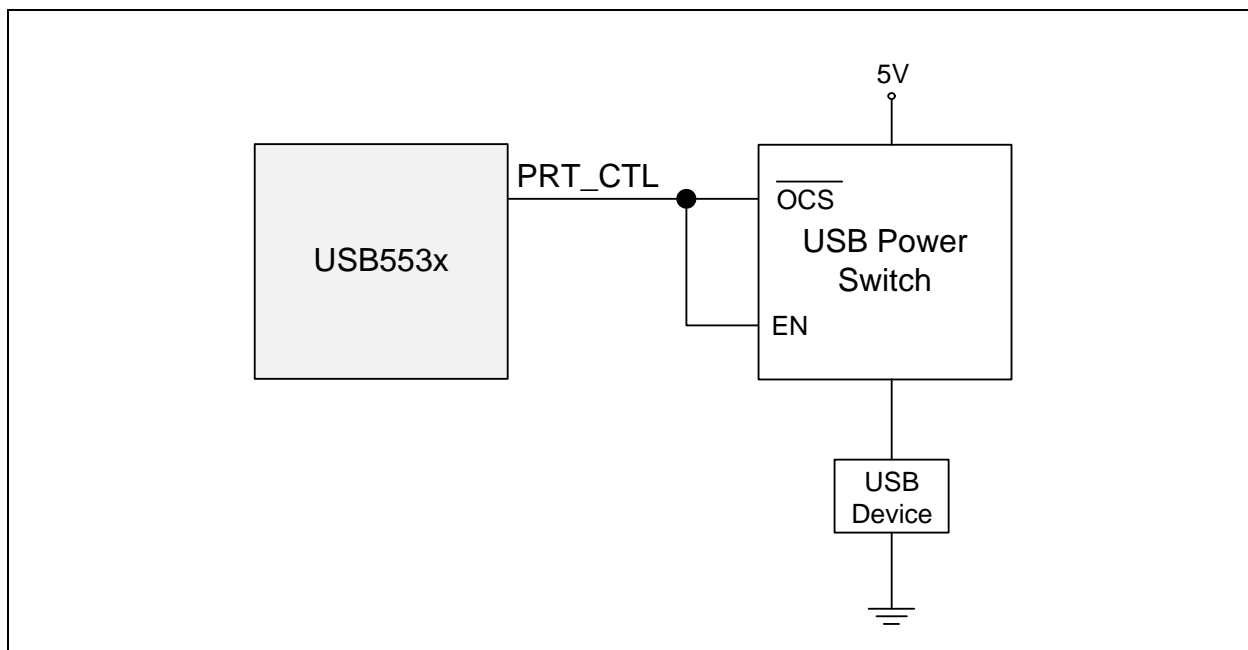 5V
PRT_CTL
OCS
USB553x
USB Power
Switch
EN
USB
Device